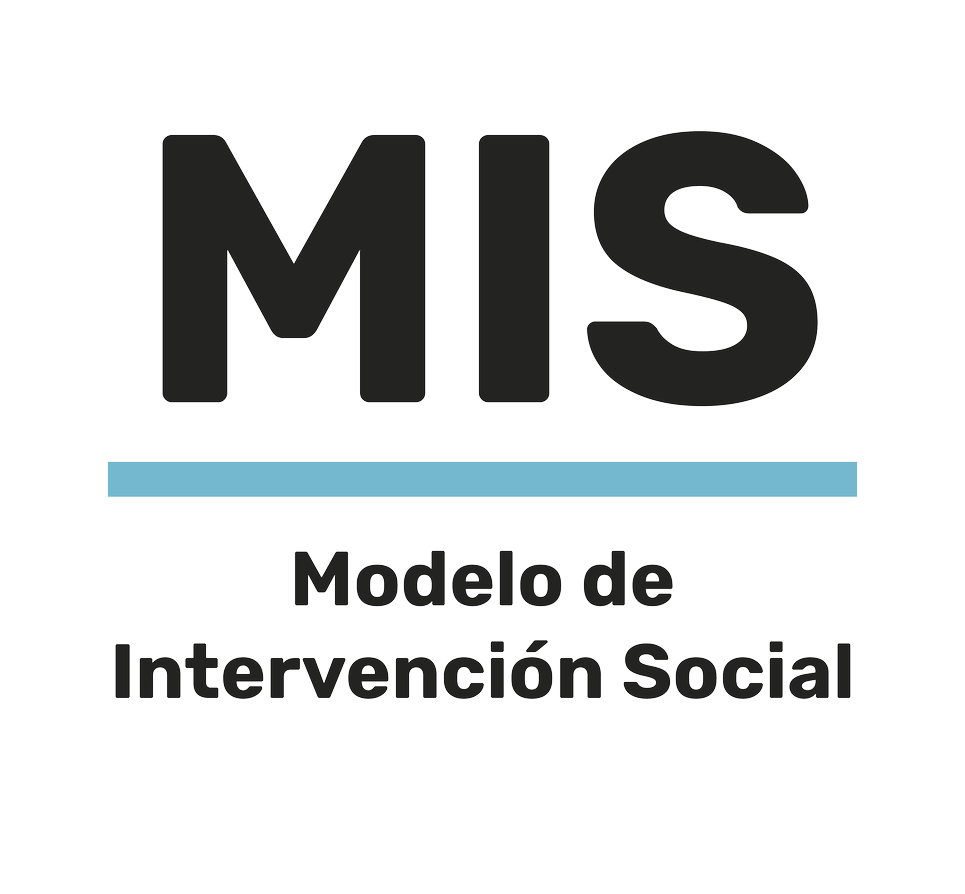 MIS
Modelo de
Intervención Social